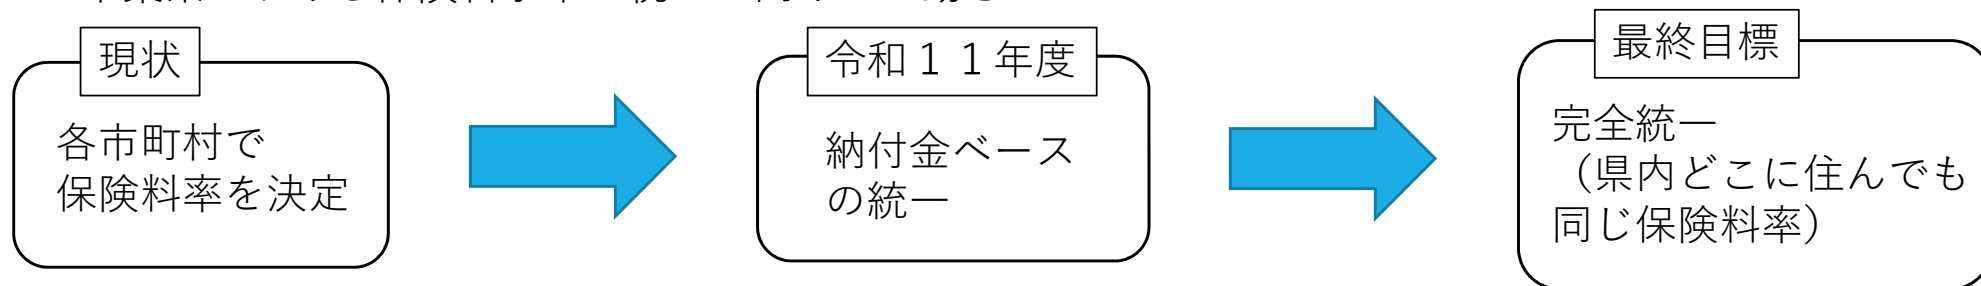 現状
各市町村で
保険料率を決定
令和１１年度
納付金ベース
の統一
最終目標
完全統一
（県内どこに住んでも
同じ保険料率）